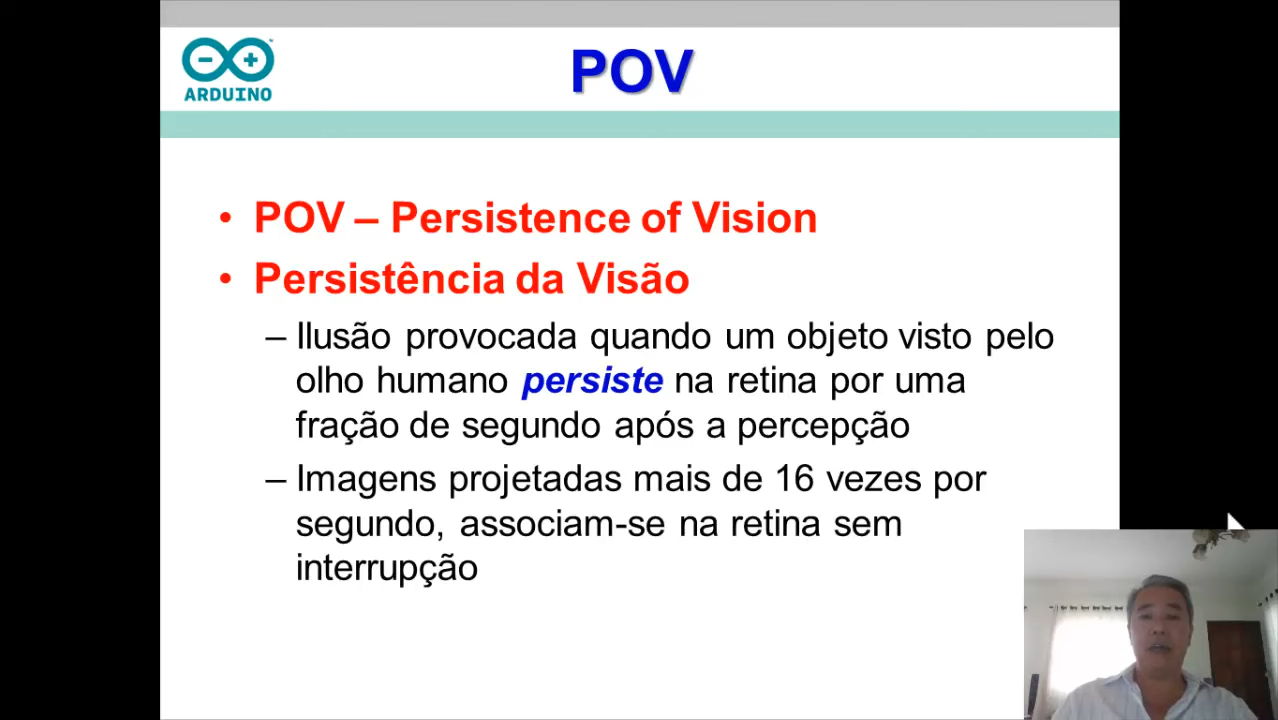 POV
ARDUINO
• POV – Persistence of Vision
• Persistência da Visão
– Ilusão provocada quando um objeto visto pelo
olho humano persiste na retina por uma
fração de segundo após a percepção
– Imagens projetadas mais de 16 vezes por
segundo, associam-se na retina sem
interrupção